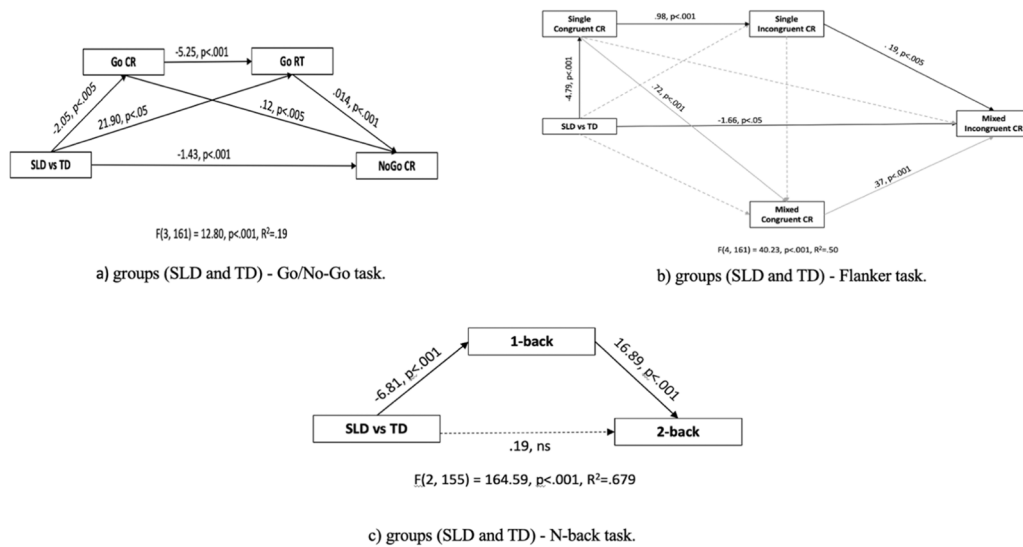 Go CR
-5.25, p<.001
Go RT
-2.05, p<.005
21.90, p<.05
.12, p<.005
.014, p<.001
SLD vs TD
-1.43, p<.001
NoGo CR
F(3, 161) = 12.80, p<.001, R²=.19
a) groups (SLD and TD) - Go/No-Go task.
Single
Congruent CR
.98, p<.001
Single
Incongruent CR
-4.79, p<.001
.72, p<.001
.19, p<.005
SLD vs TD
-1.66, p<.05
Mixed
Incongruent CR
.37, p<.001
Mixed
Congruent CR
F(4, 161) = 40.23, p<.001, R²=.50
b) groups (SLD and TD) - Flanker task.
1-back
-6.81, p<.001
16.89, p<.001
SLD vs TD
.19, ns
2-back
F(2, 155) = 164.59, p<.001, R²=.679
c) groups (SLD and TD) - N-back task.